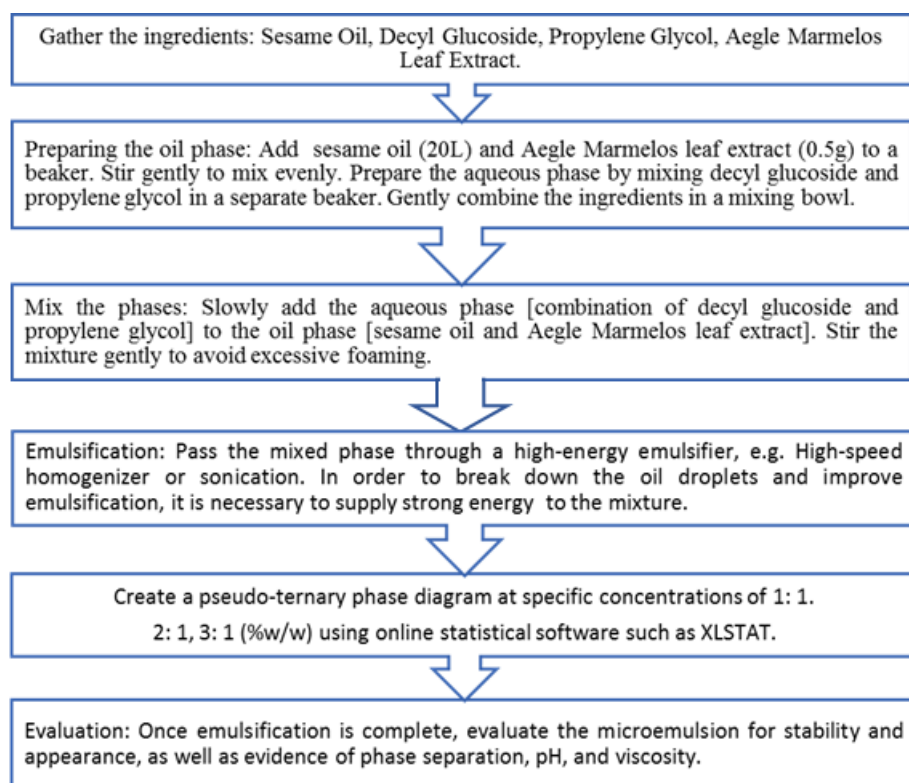 Gather the ingredients: Sesame Oil, Decyl Glucoside, Propylene Glycol, Aegle Marmelos
Leaf Extract.
Preparing the oil phase: Add sesame oil (20L) and Aegle Marmelos leaf extract (0.5g) to a
beaker. Stir gently to mix evenly. Prepare the aqueous phase by mixing decyl glucoside and
propylene glycol in a separate beaker. Gently combine the ingredients in a mixing bowl.
Mix the phases: Slowly add the aqueous phase [combination of decyl glucoside and
propylene glycol] to the oil phase [sesame oil and Aegle Marmelos leaf extract]. Stir the
mixture gently to avoid excessive foaming.
Emulsification: Pass the mixed phase through a high-energy emulsifier, e.g. High-speed
homogenizer or sonication. In order to break down the oil droplets and improve
emulsification, it is necessary to supply strong energy to the mixture.
Create a pseudo-ternary phase diagram at specific concentrations of 1: 1.
2: 1, 3: 1 (%w/w) using online statistical software such as XLSTAT.
Evaluation: Once emulsification is complete, evaluate the microemulsion for stability and
appearance, as well as evidence of phase separation, pH, and viscosity.